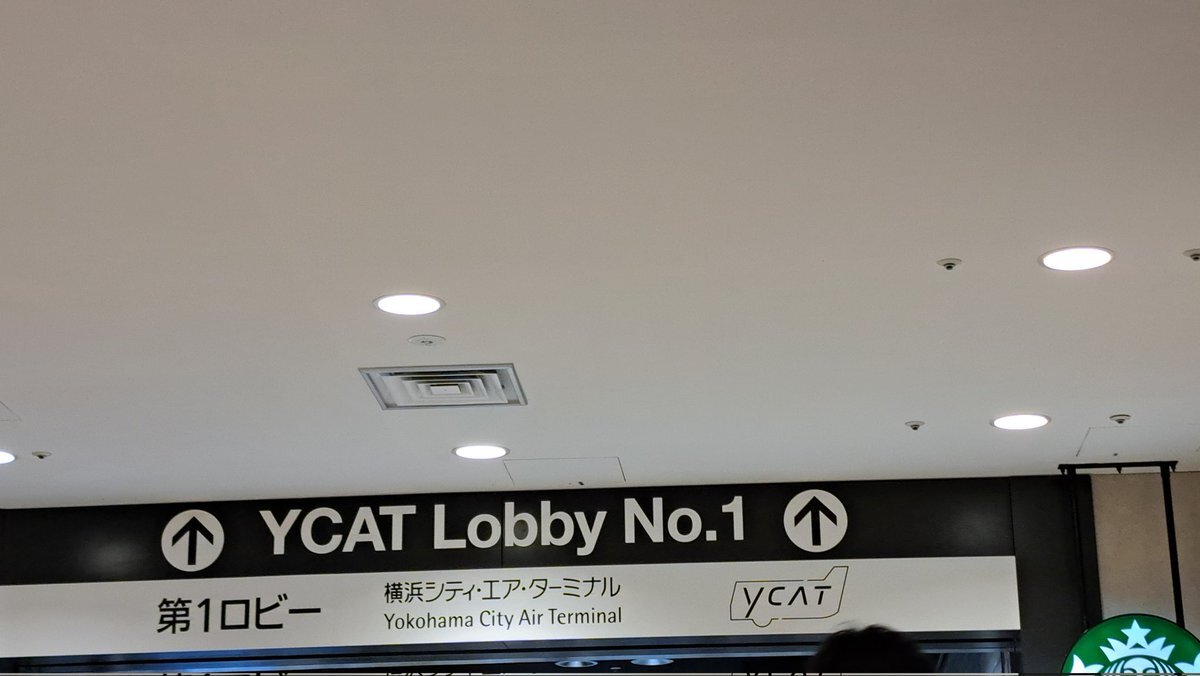 YCAT Lobby No.1
第1ロビー
横浜シティ・エア・ターミナル
Yokohama City Air Terminal
YCAT